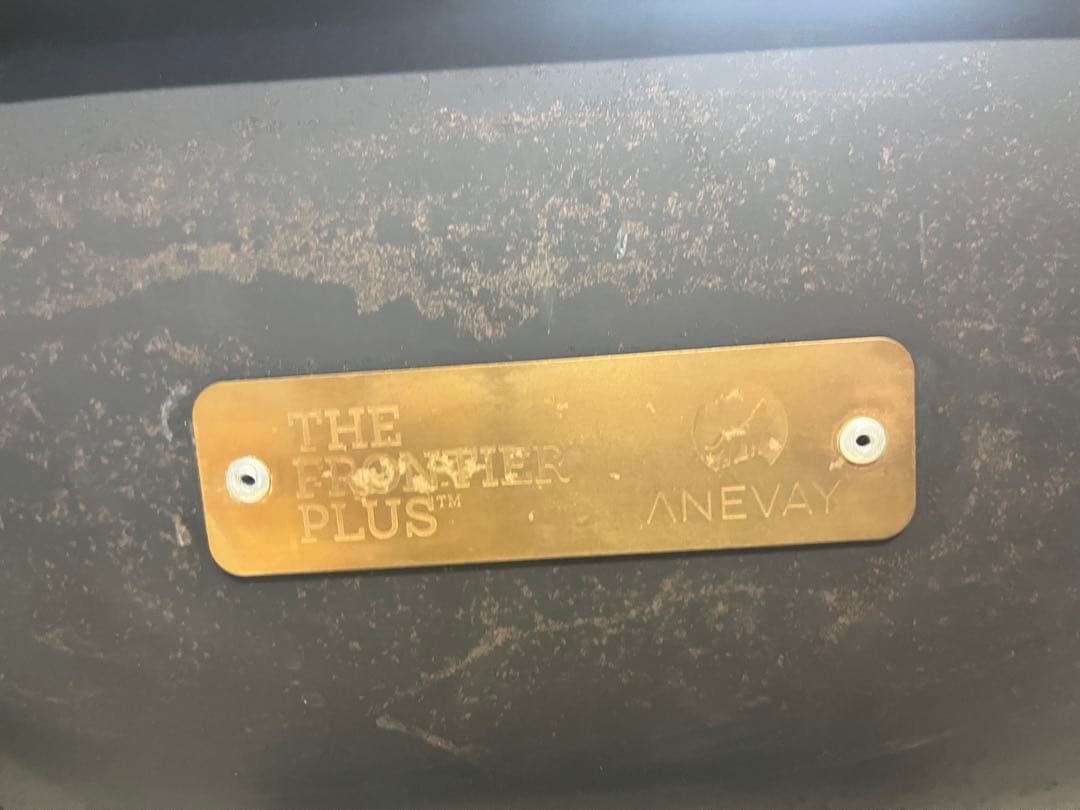 THE
FRONTIER
PLUS™
ANEVAY